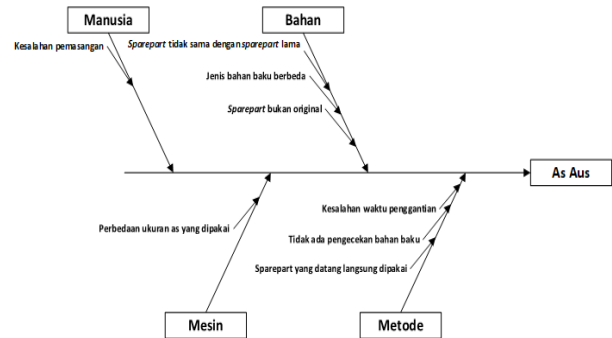 Manusia
Bahan
Kesalahan pemasangan
Sparepart tidak sama dengan sparepart lama
Jenis bahan baku berbeda
Sparepart bukan original
As Aus
Perbedaan ukuran as yang dipakai
Kesalahan waktu penggantian
Tidak ada pengecekan bahan baku
Sparepart yang datang langsung dipakai
Mesin
Metode